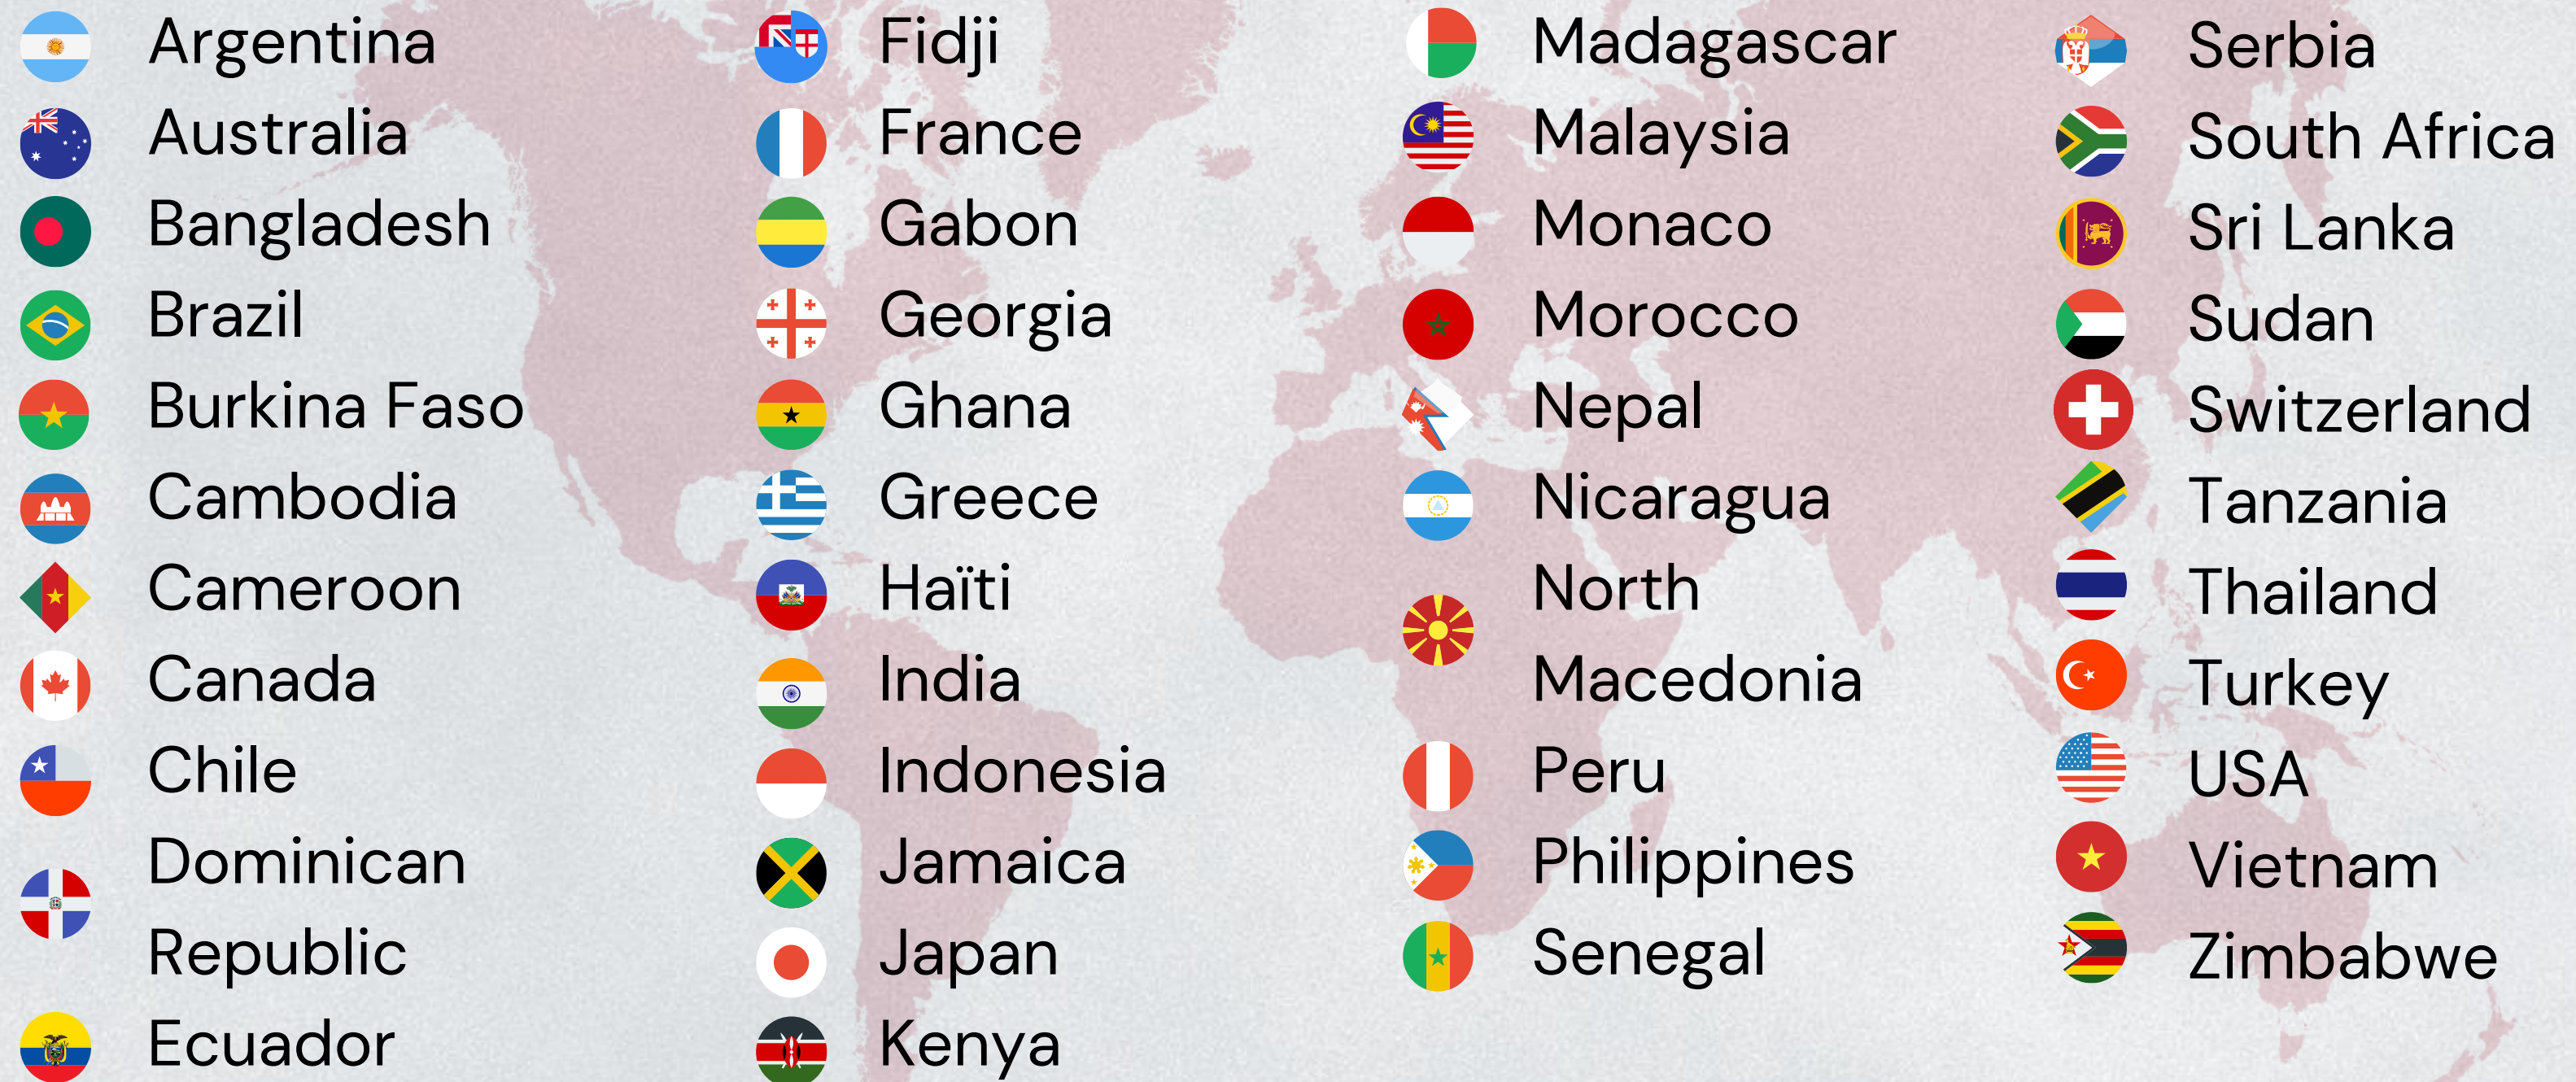 Argentina
Australia
Bangladesh
Brazil
Burkina Faso
Cambodia
Cameroon
Canada
Chile
Dominican
Republic
Ecuador
Fidji
France
Gabon
Georgia
Ghana
Greece
Haïti
India
Indonesia
Jamaica
Japan
Kenya
Madagascar
Malaysia
Monaco
Morocco
Nepal
Nicaragua
North
Macedonia
Peru
Philippines
Senegal
Serbia
South Africa
Sri Lanka
Sudan
Switzerland
Tanzania
Thailand
Turkey
USA
Vietnam
Zimbabwe